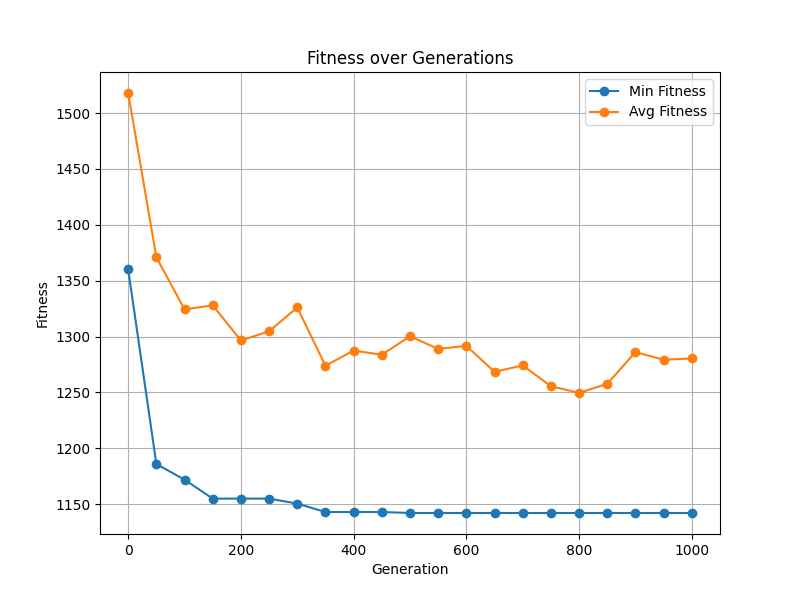 Fitness over Generations
Min Fitness
Avg Fitness
1500
1450
1400
1350
1300
1250
1200
1150
Fitness
0 200 400 600 800 1000
Generation